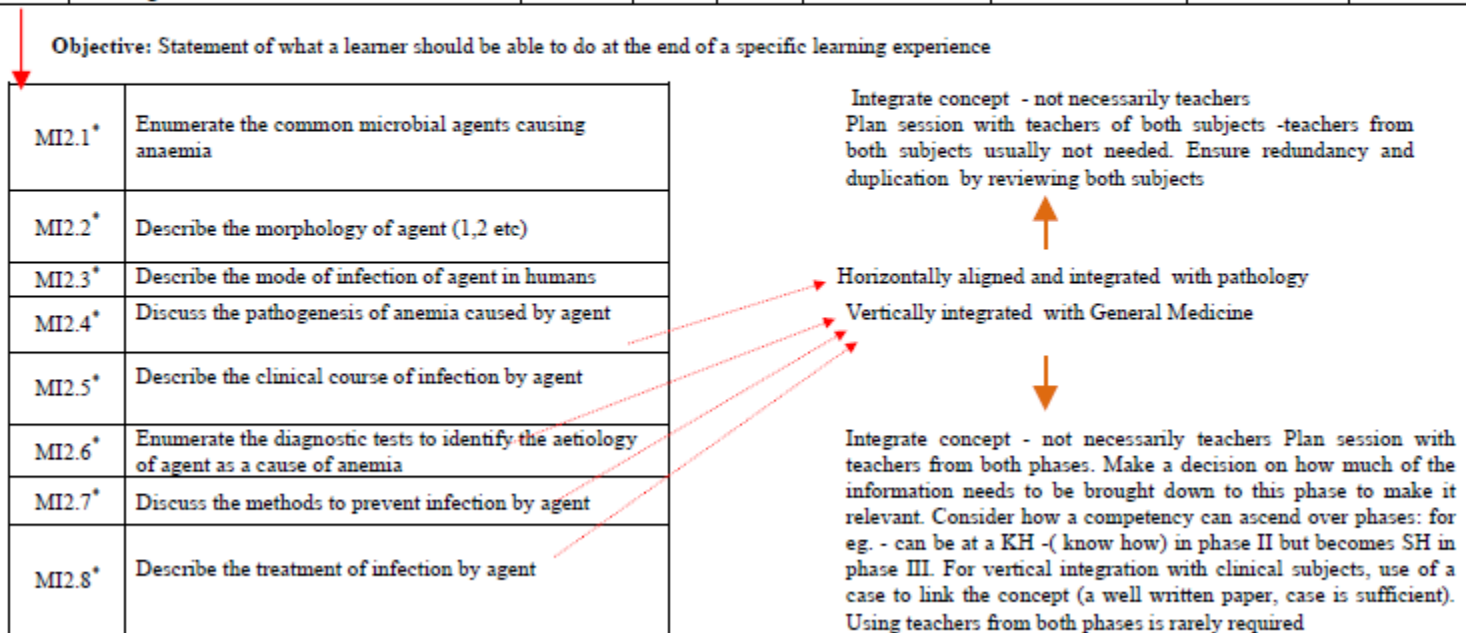 Objective: Statement of what a learner should be able to do at the end of a specific learning experience
MI2.1*
Enumerate the common microbial agents causing
anaemia
MI2.2*
Describe the morphology of agent (1,2 etc)
MI2.3*
Describe the mode of infection of agent in humans
MI2.4*
Discuss the pathogenesis of anemia caused by agent
MI2.5*
Describe the clinical course of infection by agent
MI2.6*
Enumerate the diagnostic tests to identify the aetiology
of agent as a cause of anemia
MI2.7*
Discuss the methods to prevent infection by agent
MI2.8*
Describe the treatment of infection by agent
Integrate concept - not necessarily teachers
Plan session with teachers of both subjects -teachers from
both subjects usually not needed. Ensure redundancy and
duplication by reviewing both subjects
Horizontally aligned and integrated with pathology
Vertically integrated with General Medicine
Integrate concept - not necessarily teachers Plan session with
teachers from both phases. Make a decision on how much of the
information needs to be brought down to this phase to make it
relevant. Consider how a competency can ascend over phases: for
eg. - can be at a KH -( know how) in phase II but becomes SH in
phase III. For vertical integration with clinical subjects, use of a
case to link the concept (a well written paper, case is sufficient).
Using teachers from both phases is rarely required